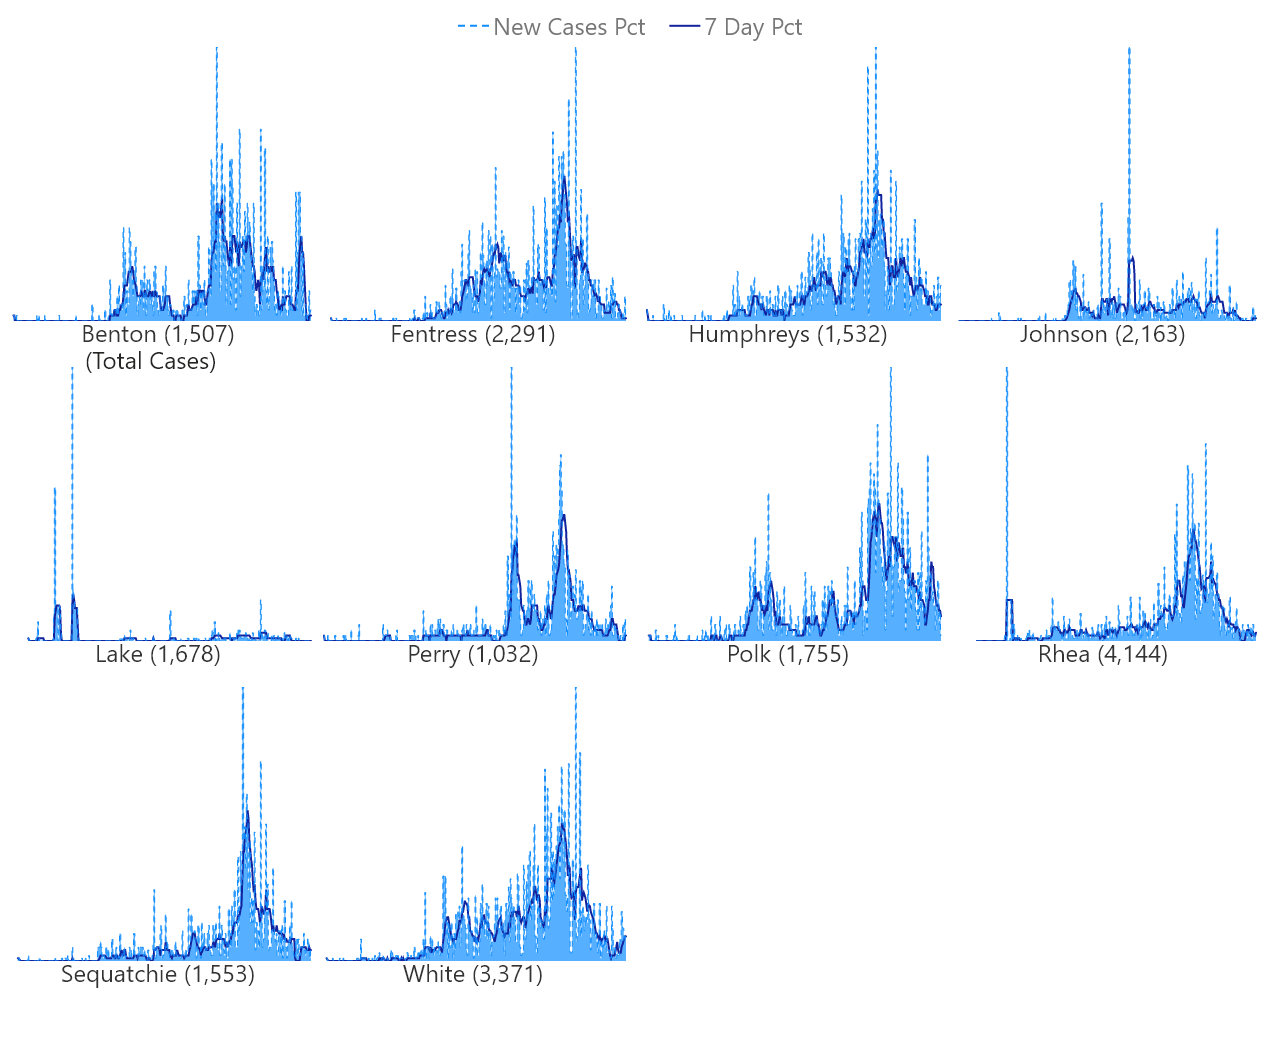 New Cases Pct 7 Day Pct
Benton (1,507)
(Total Cases)
Fentress (2,291)
Humphreys (1,532)
Johnson (2,163)
Lake (1,678)
Perry (1,032)
Polk (1,755)
Rhea (4,144)
Sequatchie (1,553)
White (3,371)